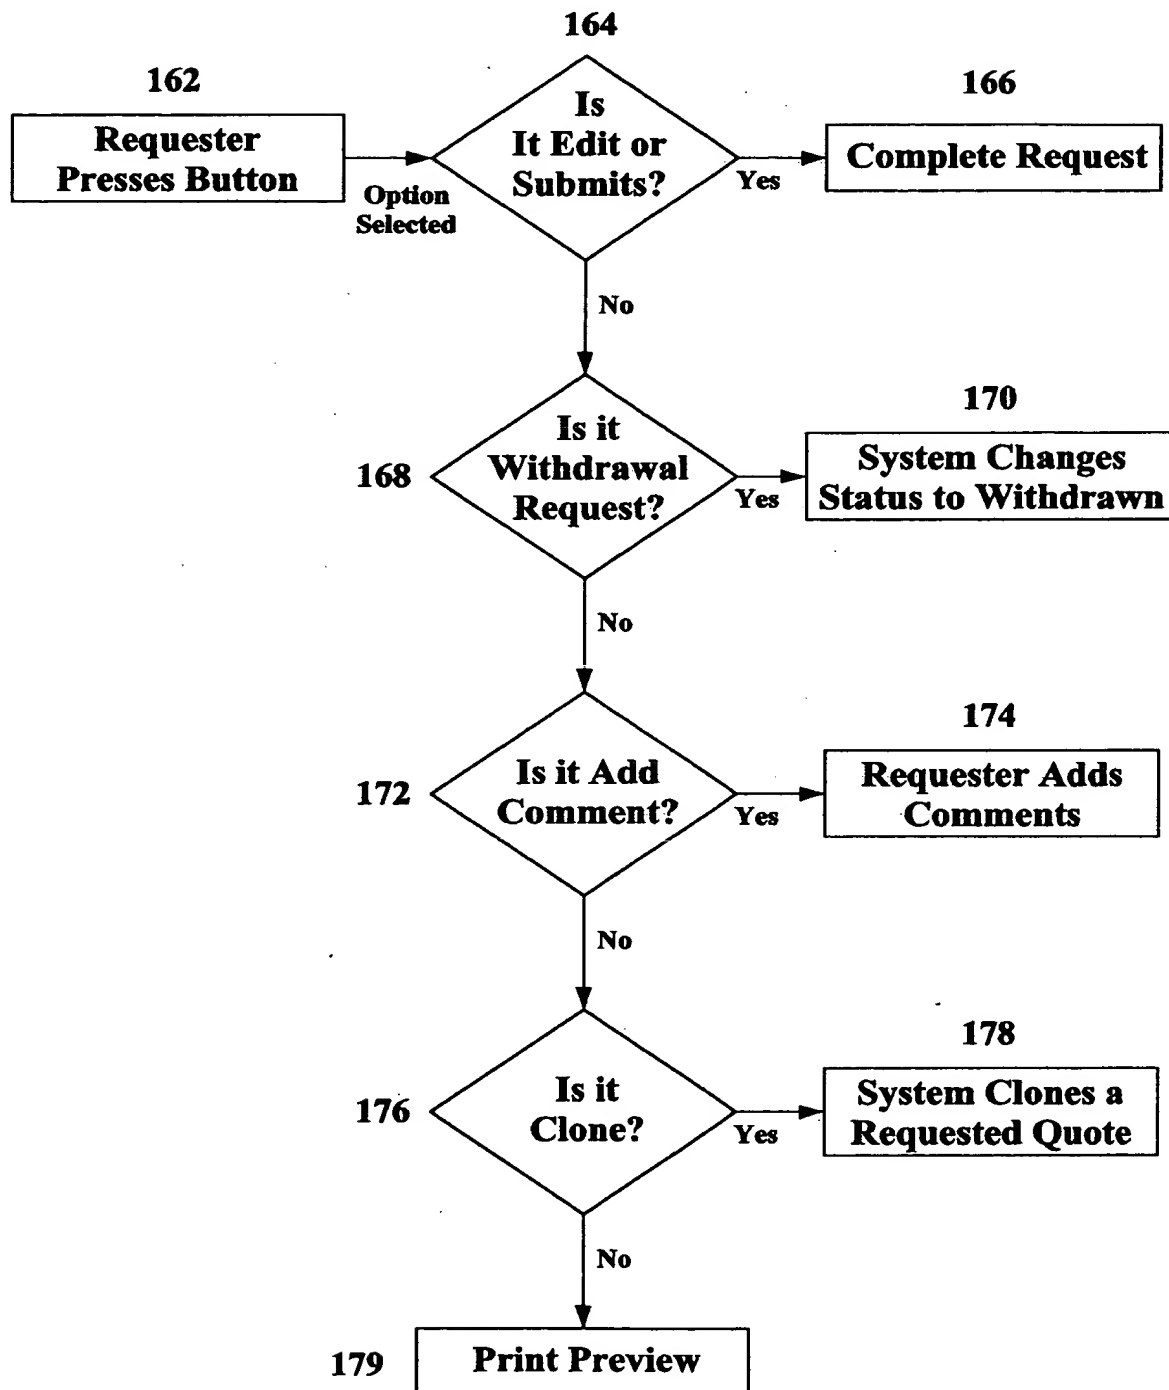 164
162
166
Requester
Presses Button
Is
It Edit or
Submits?
Complete Request
Option
Selected
Yes
No
168
Is it
Withdrawal
Request?
Yes
170
System Changes
Status to Withdrawn
No
172
Is it Add
Comment?
Yes
174
Requester Adds
Comments
No
176
Is it
Clone?
Yes
178
System Clones a
Requested Quote
No
179
Print Preview